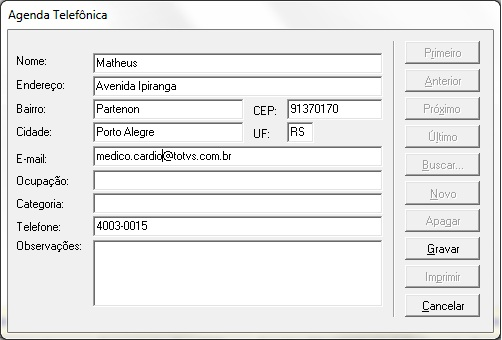 Agenda Telefônica
Nome: Matheus
Endereço: Avenida Ipiranga
Bairro: Partenon CEP: 91370170
Cidade: Porto Alegre UF: RS
E-mail: medico.cardio@totvs.com.br
Ocupação:
Categoria:
Telefone: 4003-0015
Observações:
Primeiro
Anterior
Próximo
Último
Buscar...
Novo
Apagar
Gravar
Imprimir
Cancelar